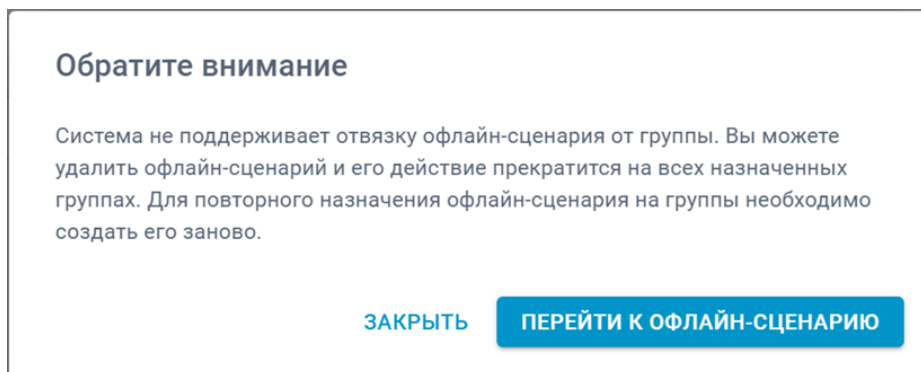 Обратите внимание
Система не поддерживает отвязку офлайн-сценария от группы. Вы можете
удалить офлайн-сценарий и его действие прекратится на всех назначенных
группах. Для повторного назначения офлайн-сценария на группы необходимо
создать его заново.
ЗАКРЫТЬ ПЕРЕЙТИ К ОФЛАЙН-СЦЕНАРИЮ